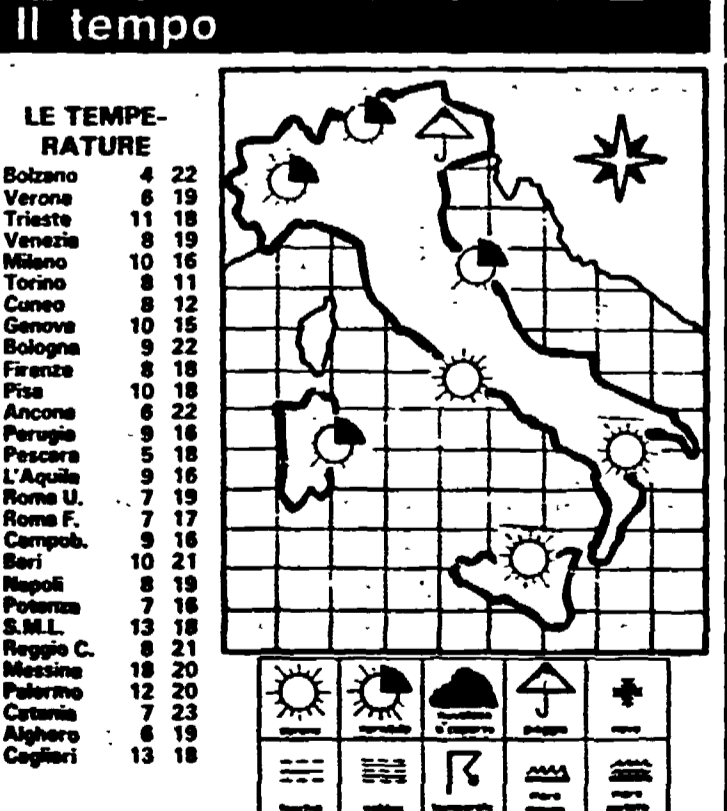 Il tempo
LE TEMPE-
RATURE
Bolzano 4 22
Verona 6 19
Trieste 11 18
Venezia 8 19
Milano 10 16
Torino 8 11
Cuneo 8 12
Genova 10 15
Bologna 9 22
Firenze 8 18
Pisa 10 18
Ancona 6 22
Perugia 9 16
Pescara 5 18
L'Aquila 9 16
Roma U. 7 19
Roma F. 7 17
Campob. 9 16
Bari 10 21
Napoli 8 19
Potenza 7 16
S.M.L. 13 18
Reggio C. 8 21
Messina 18 20
Palermo 12 20
Catania 7 23
Alghero 6 19
Cagliari 13 18